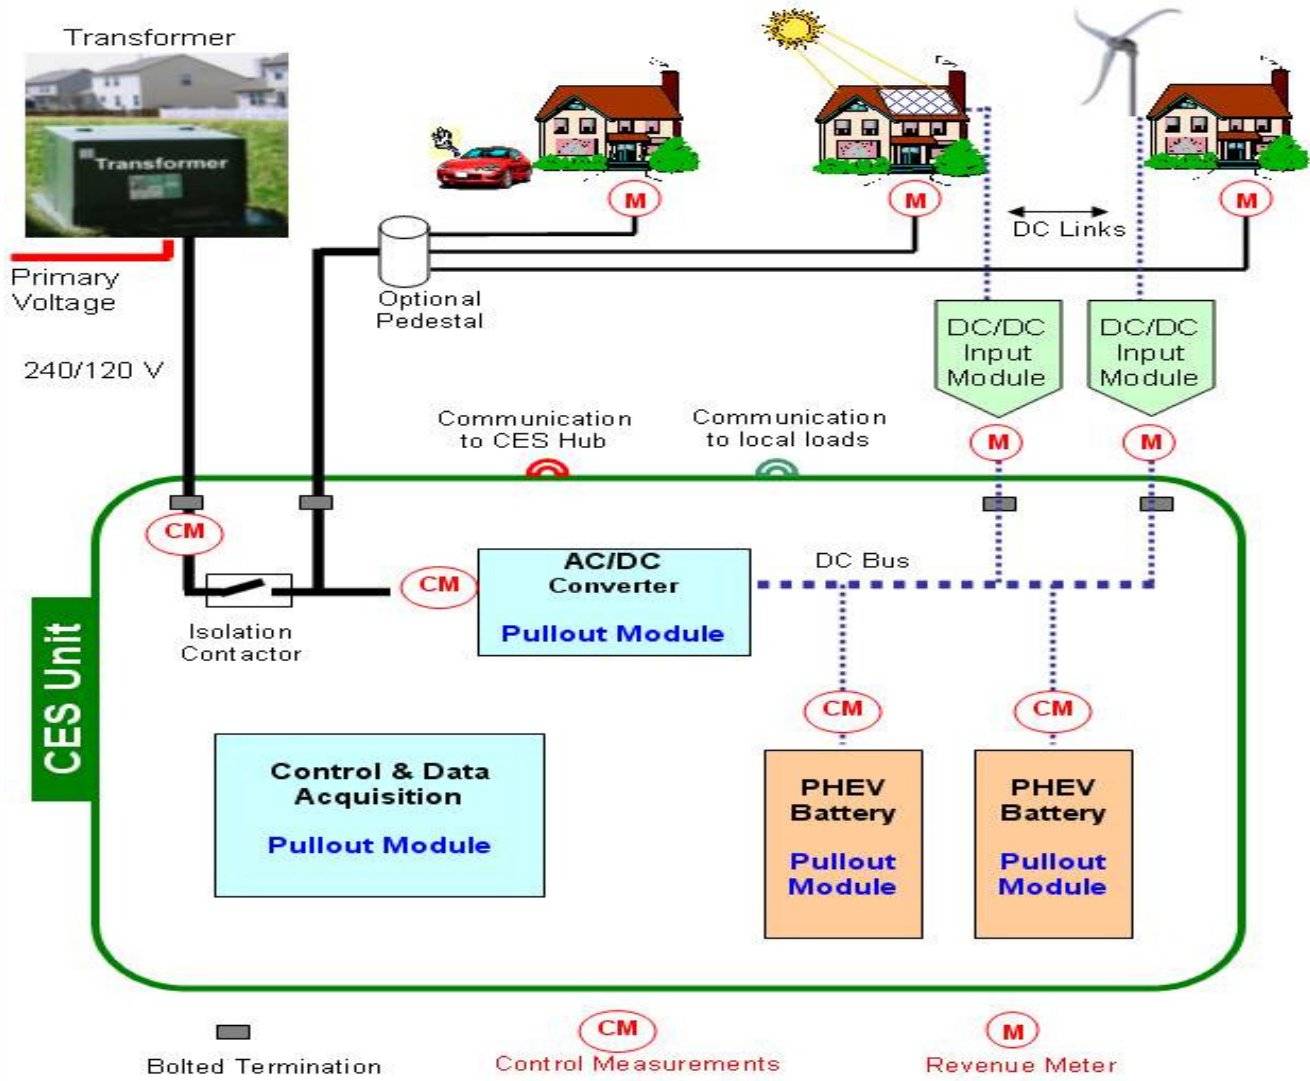 Transformer
Transformer
M
M
M
DC Links
Primary
Voltage
Optional
Pedestal
240/120 V
DC/DC
Input
Module
DC/DC
Input
Module
Communication
to CES Hub
Communication
to local loads
M
M
CM
CM
AC/DC
Converter
Pullout Module
DC Bus
Isolation
Contactor
CES Unit
CM
CM
Control & Data
Acquisition
Pullout Module
PHEV
Battery
Pullout
Module
PHEV
Battery
Pullout
Module
Bolted Termination
CM
Control Measurements
M
Revenue Meter